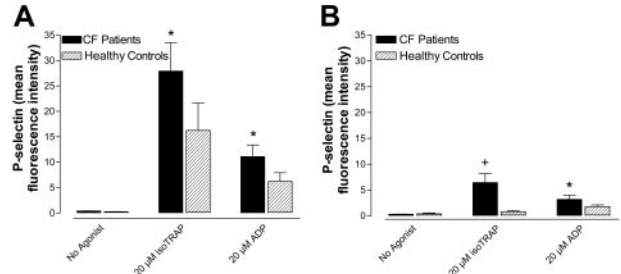 A
P-selectin (mean
fluorescence intensity)
35
30
25
20
15
10
5
0
CF Patients
Healthy Controls
*
*
No Agonist
20 µM isoTRAP
20 µM ADP
B
P-selectin (mean
fluorescence intensity)
35
30
25
20
15
10
5
0
CF Patients
Healthy Controls
+
*
No Agonist
20 µM isoTRAP
20 µM ADP